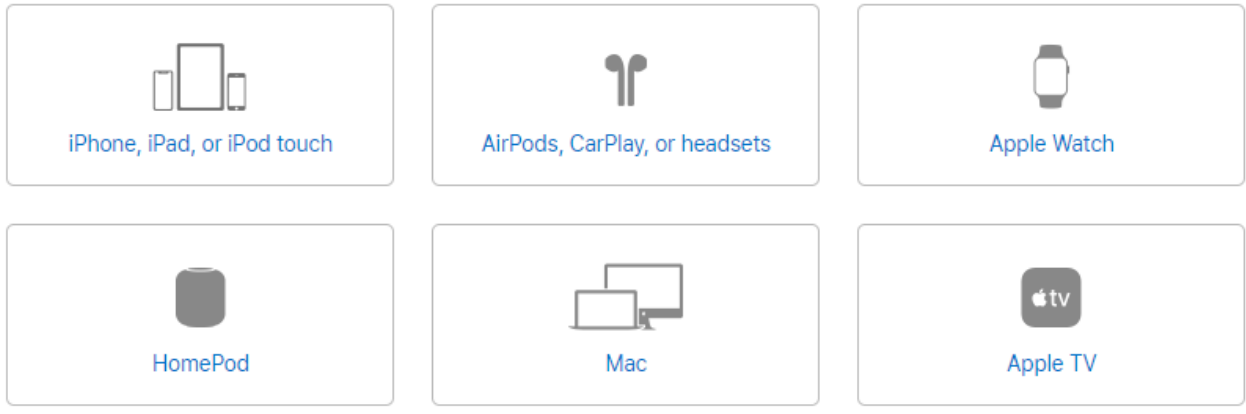 iPhone, iPad, or iPod touch
AirPods, CarPlay, or headsets
Apple Watch
tv
HomePod
Mac
Apple TV